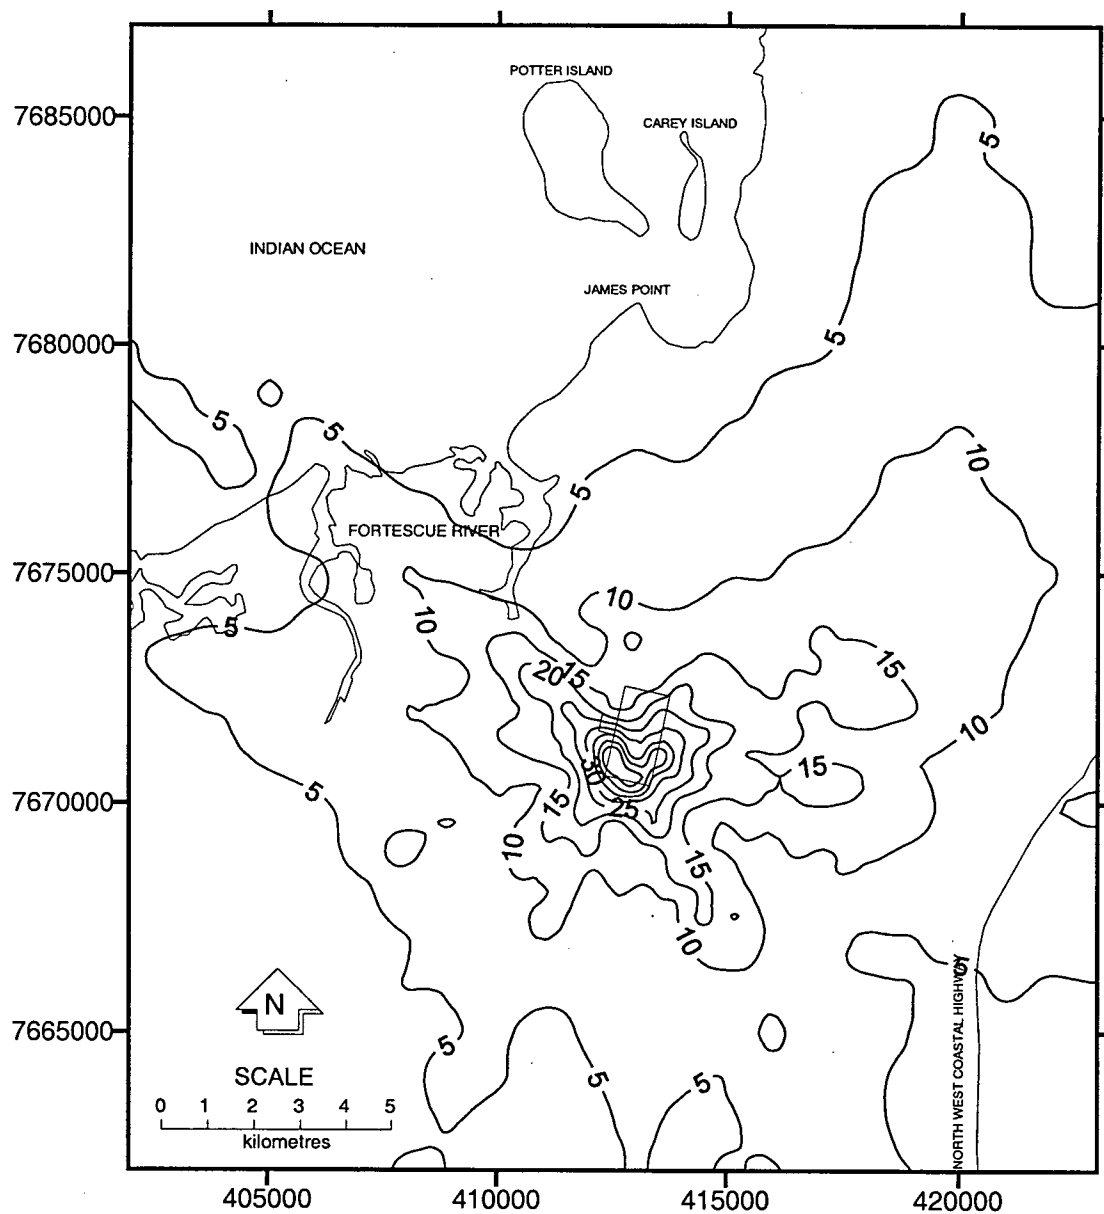 POTTER ISLAND
7685000
CAREY ISLAND
5
INDIAN OCEAN
JAMES POINT
7680000
5
5
5
10
5
FORTESCUE RIVER
7675000
10
10
5
15
20
15
10
15
30
7670000
5
15
25
10
15
10
5
N
7665000
5
SCALE
5
5
0 1 2 3 4 5
kilometres
NORTH WEST COASTAL HIGHWAY
405000 410000 415000 420000